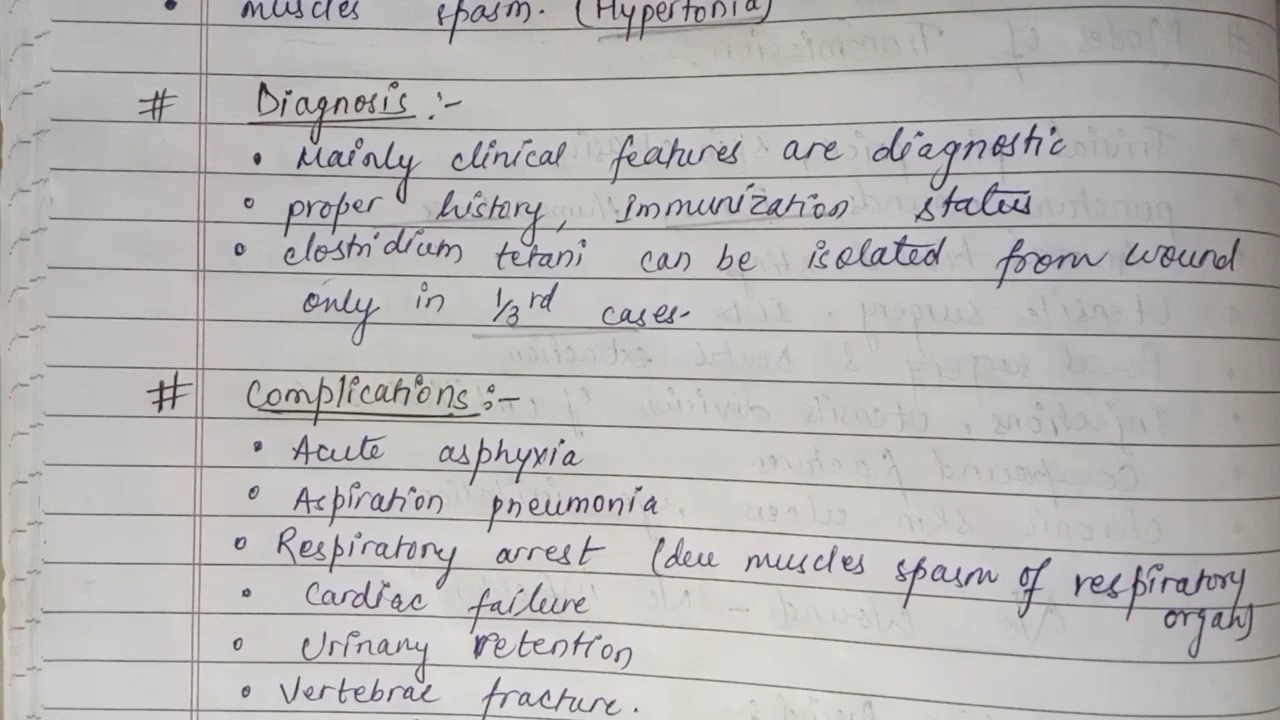 • muscles spasm. (Hypertonia)
# Diagnosis :-
• Mainly clinical features are diagnostic
• proper history, Immunization status
• clostridium tetani can be isolated from wound
only in 1/3rd cases.
# Complications :-
• Acute asphyxia
• Aspiration pneumonia
• Respiratory arrest (deu muscles spasm of respiratory
organs)
• Cardiac failure
• Urinary retention
• Vertebrae fracture.